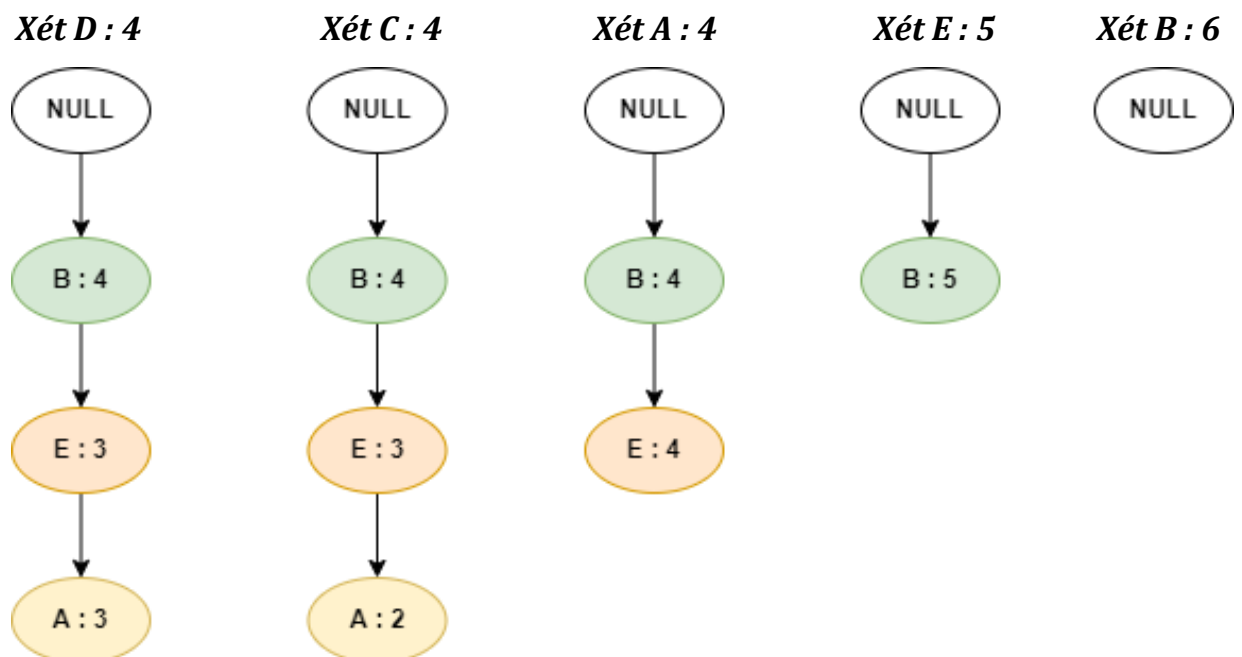 Xét D : 4 Xét C : 4 Xét A : 4 Xét E : 5 Xét B : 6
NULL NULL NULL NULL NULL
B : 4 B : 4 B : 4 B : 5
E : 3 E : 3 E : 4
A : 3 A : 2